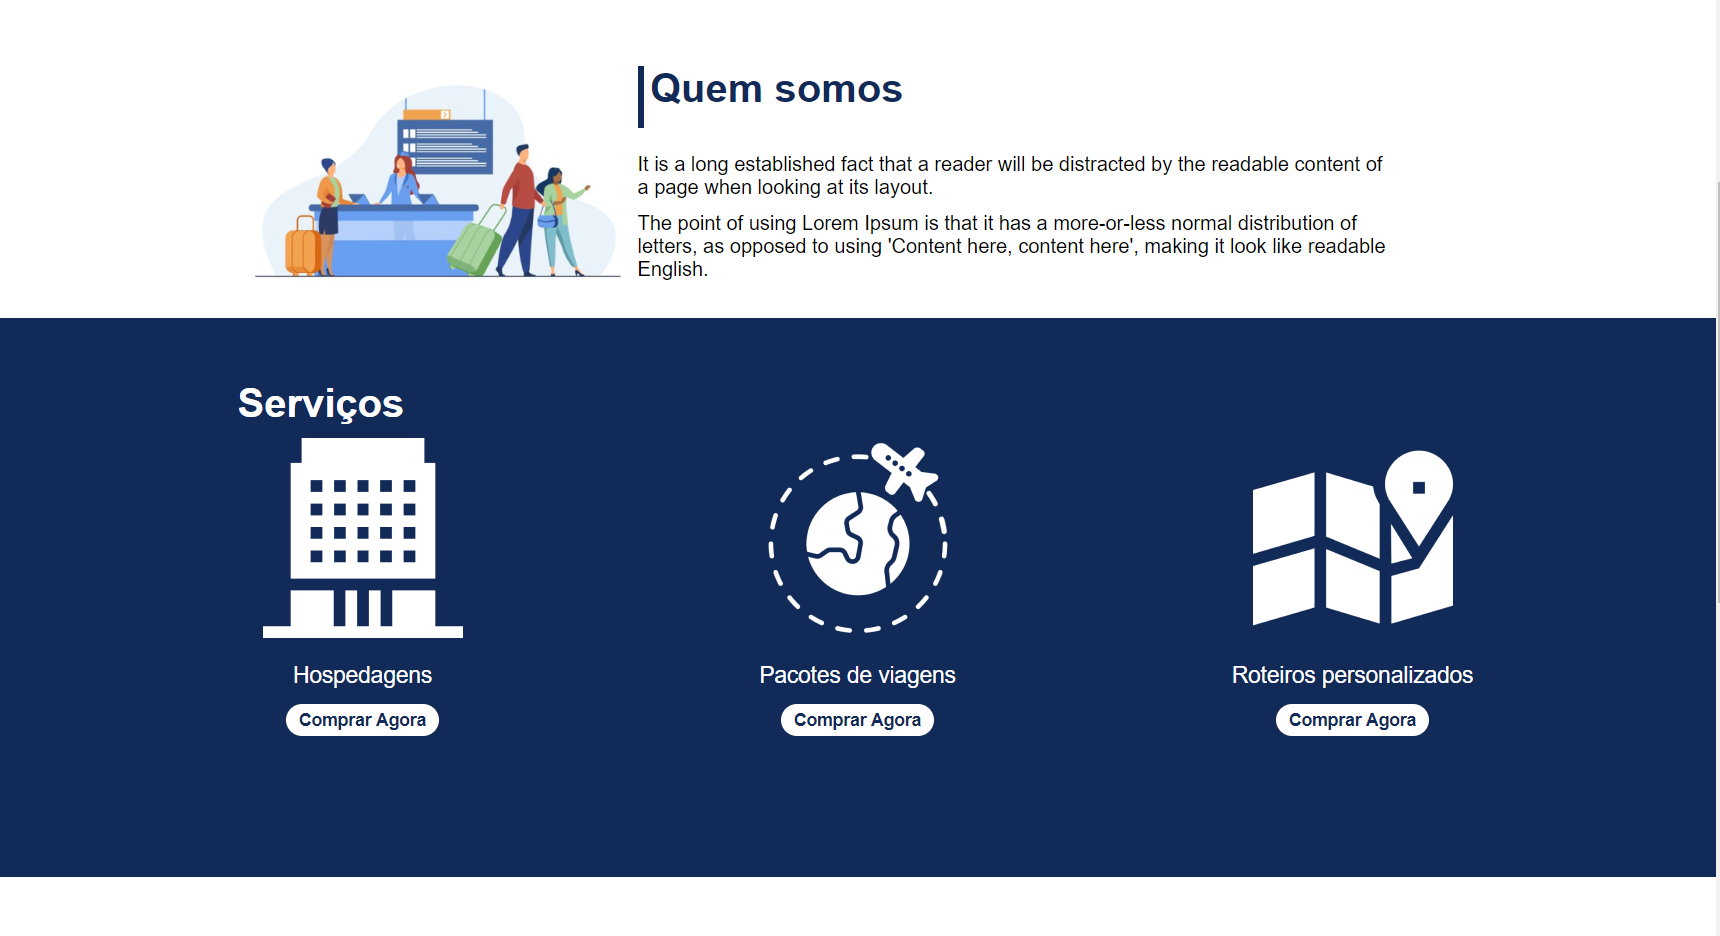 Quem somos
It is a long established fact that a reader will be distracted by the readable content of
a page when looking at its layout.
The point of using Lorem Ipsum is that it has a more-or-less normal distribution of
letters, as opposed to using 'Content here, content here', making it look like readable
English.
Serviços
Hospedagens
Pacotes de viagens
Roteiros personalizados
Comprar Agora
Comprar Agora
Comprar Agora